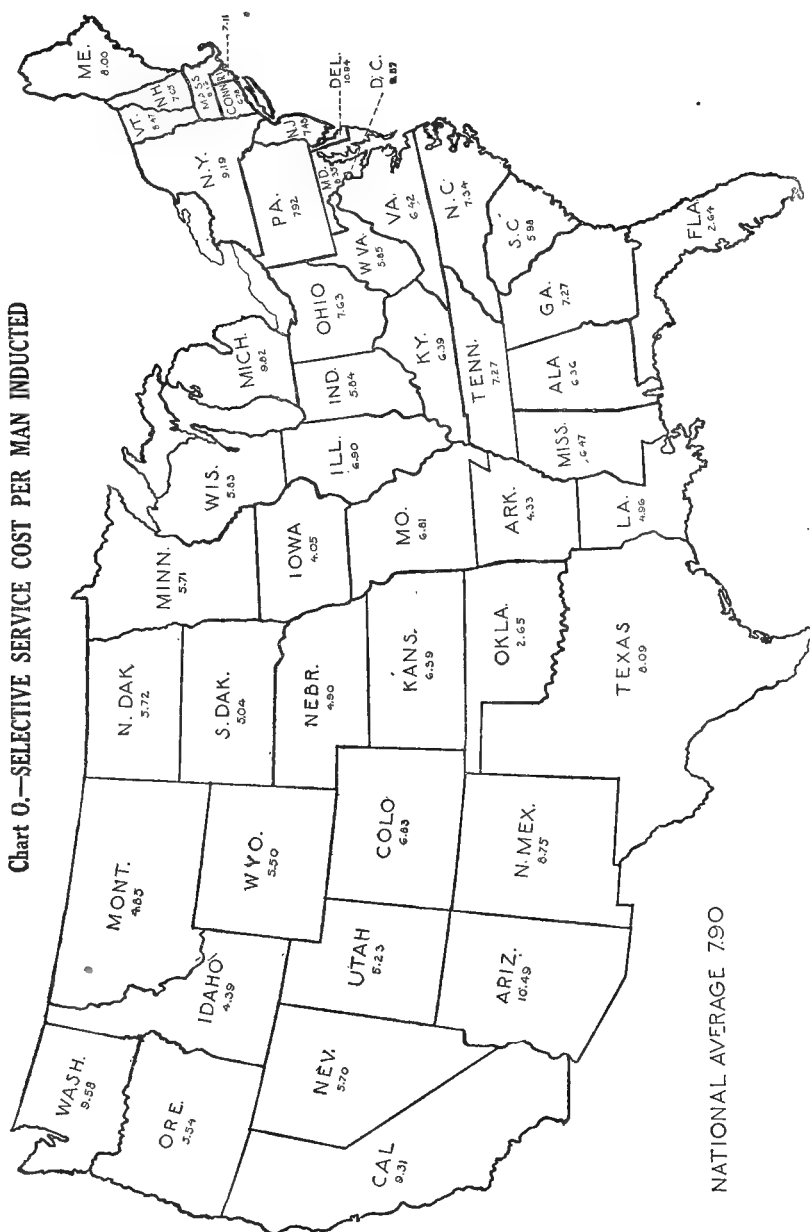 Chart O.—SELECTIVE SERVICE COST PER MAN INDUCTED
WASH.
9.58
ORE.
3.54
CAL
9.31
NEV.
5.70
IDAHO
4.39
MONT.
4.85
WYO.
5.50
UTAH
5.23
ARIZ.
10.49
COLO
6.83
N. MEX.
8.75
N. DAK
5.72
S. DAK.
5.04
NEBR.
4.90
KANS.
6.39
OKLA.
2.65
TEXAS
8.09
MINN.
5.71
IOWA
4.05
MO.
6.81
ARK.
4.33
LA.
4.96
WIS.
5.83
ILL.
6.90
MICH.
9.82
IND.
5.84
OHIO
7.63
KY.
6.39
TENN.
7.27
MISS.
6.47
ALA
6.36
GA.
7.27
FLA
2.64
S.C.
5.98
N.C.
7.34
VA.
6.42
W VA.
5.85
PA.
7.92
N.Y.
9.19
VT.
8.47
N.H.
7.65
ME.
8.00
MASS
CONN
R.I.
7.11
N.J.
7.48
MD.
DEL.
10.84
D.C.
NATIONAL AVERAGE 7.90